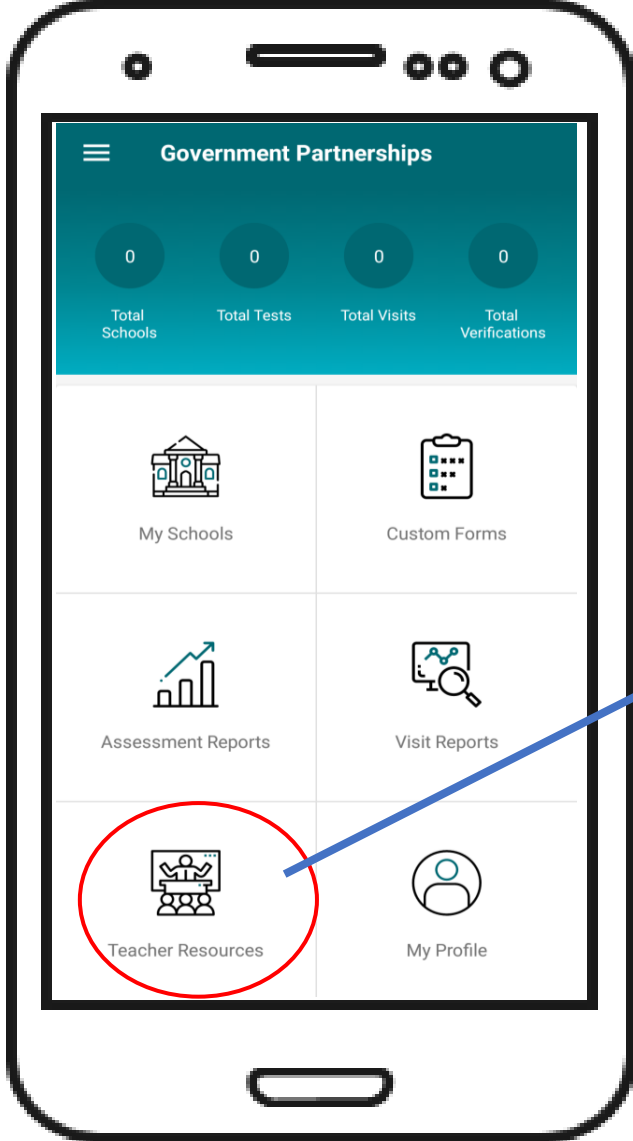 Government Partnerships
0 0 0 0
Total Schools
Total Tests
Total Visits
Total Verifications
My Schools
Custom Forms
Assessment Reports
Visit Reports
Teacher Resources
My Profile